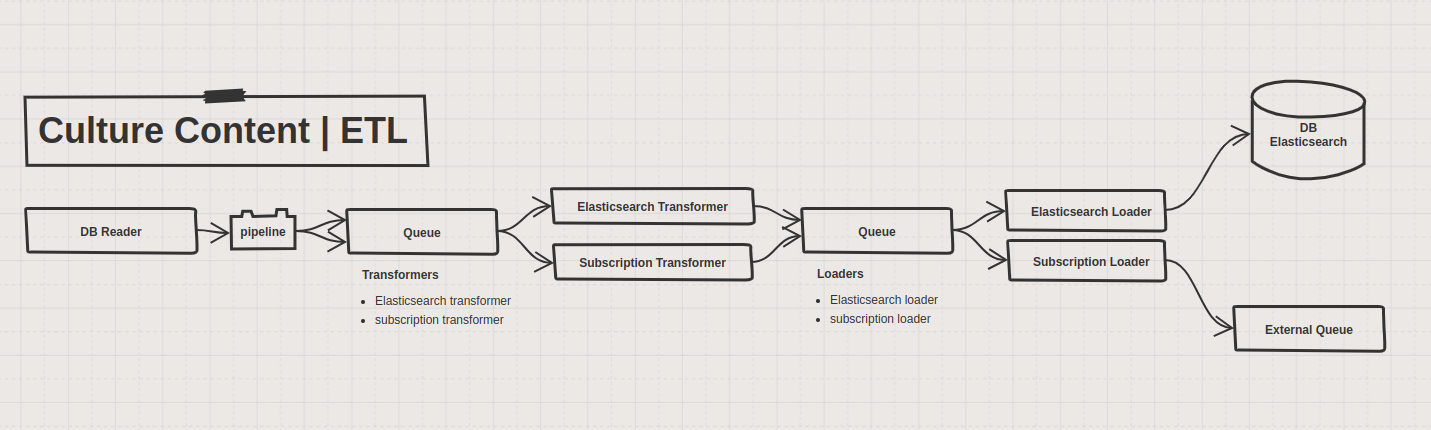 Culture Content | ETL
DB Reader
pipeline
Queue
Transformers
Elasticsearch transformer
subscription transformer
Elasticsearch Transformer
Subscription Transformer
Queue
Loaders
Elasticsearch loader
subscription loader
Elasticsearch Loader
Subscription Loader
DB
Elasticsearch
External Queue